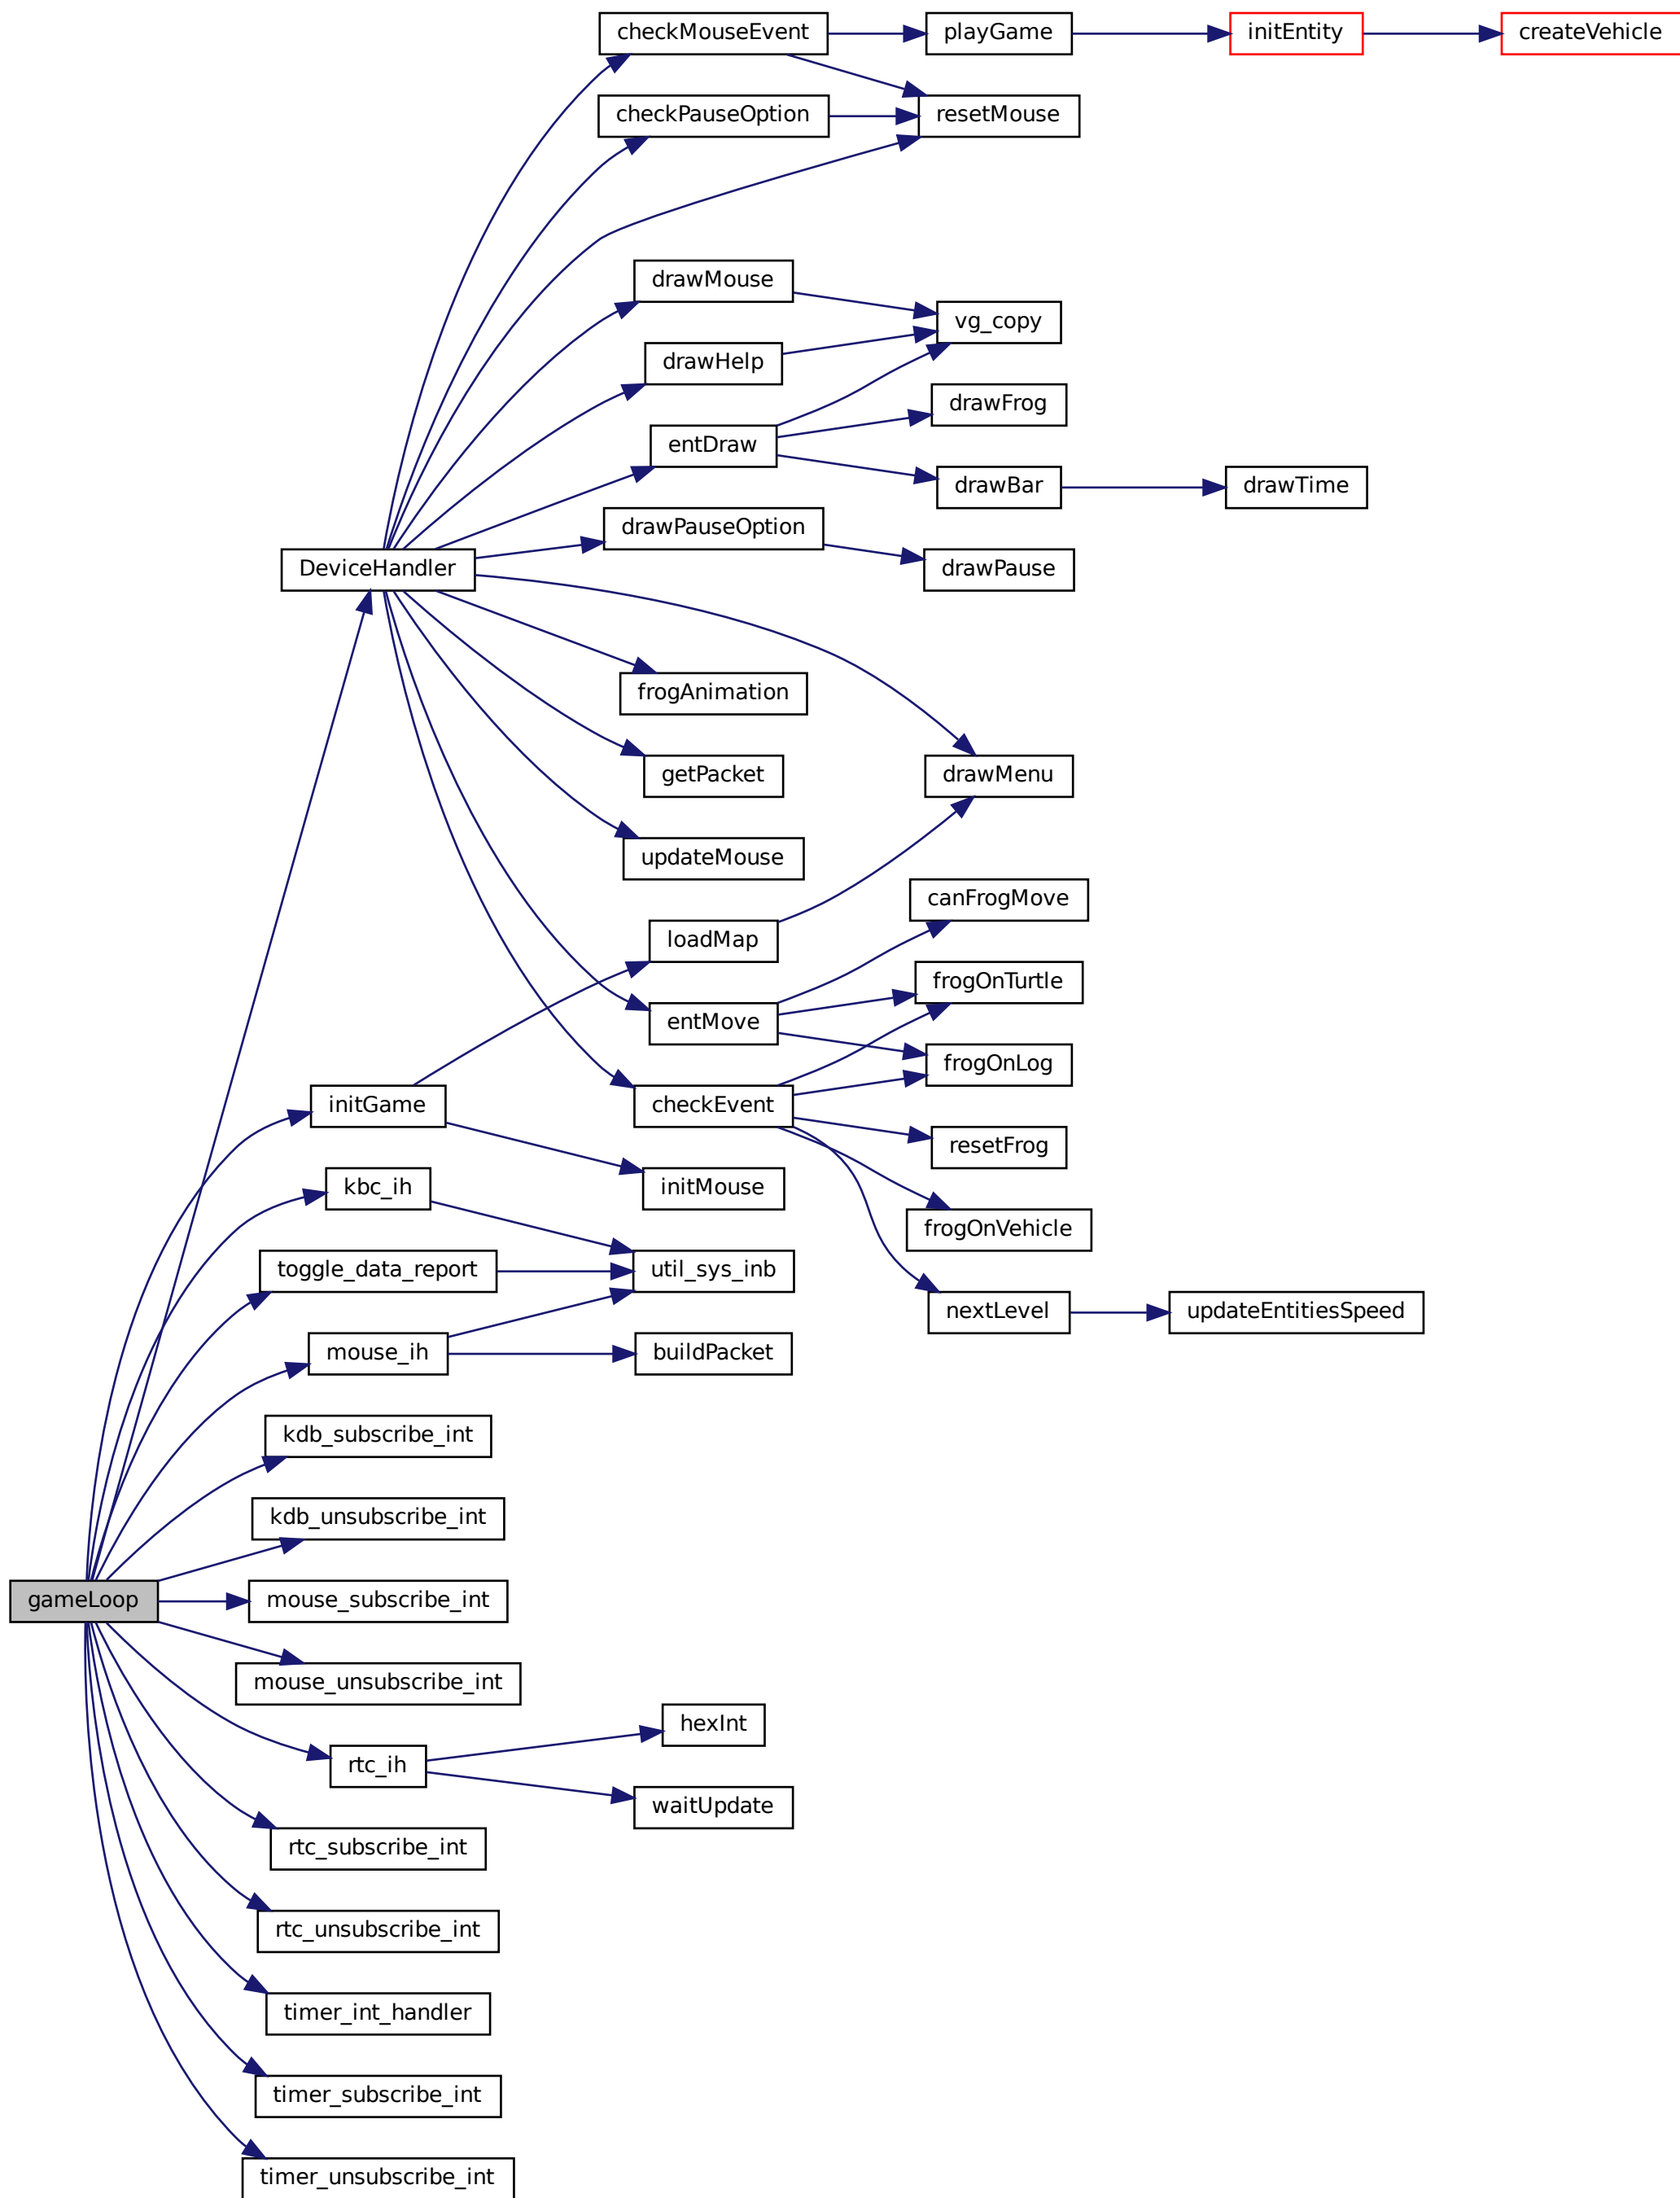 checkMouseEvent
playGame
initEntity
createVehicle
checkPauseOption
resetMouse
drawMouse
vg_copy
drawHelp
drawFrog
entDraw
drawBar
drawTime
drawPauseOption
DeviceHandler
drawPause
frogAnimation
getPacket
drawMenu
updateMouse
canFrogMove
loadMap
frogOnTurtle
entMove
frogOnLog
initGame
checkEvent
resetFrog
kbc_ih
initMouse
frogOnVehicle
toggle_data_report
util_sys_inb
nextLevel
updateEntitiesSpeed
mouse_ih
buildPacket
kdb_subscribe_int
kdb_unsubscribe_int
gameLoop
mouse_subscribe_int
mouse_unsubscribe_int
hexInt
rtc_ih
waitUpdate
rtc_subscribe_int
rtc_unsubscribe_int
timer_int_handler
timer_subscribe_int
timer_unsubscribe_int